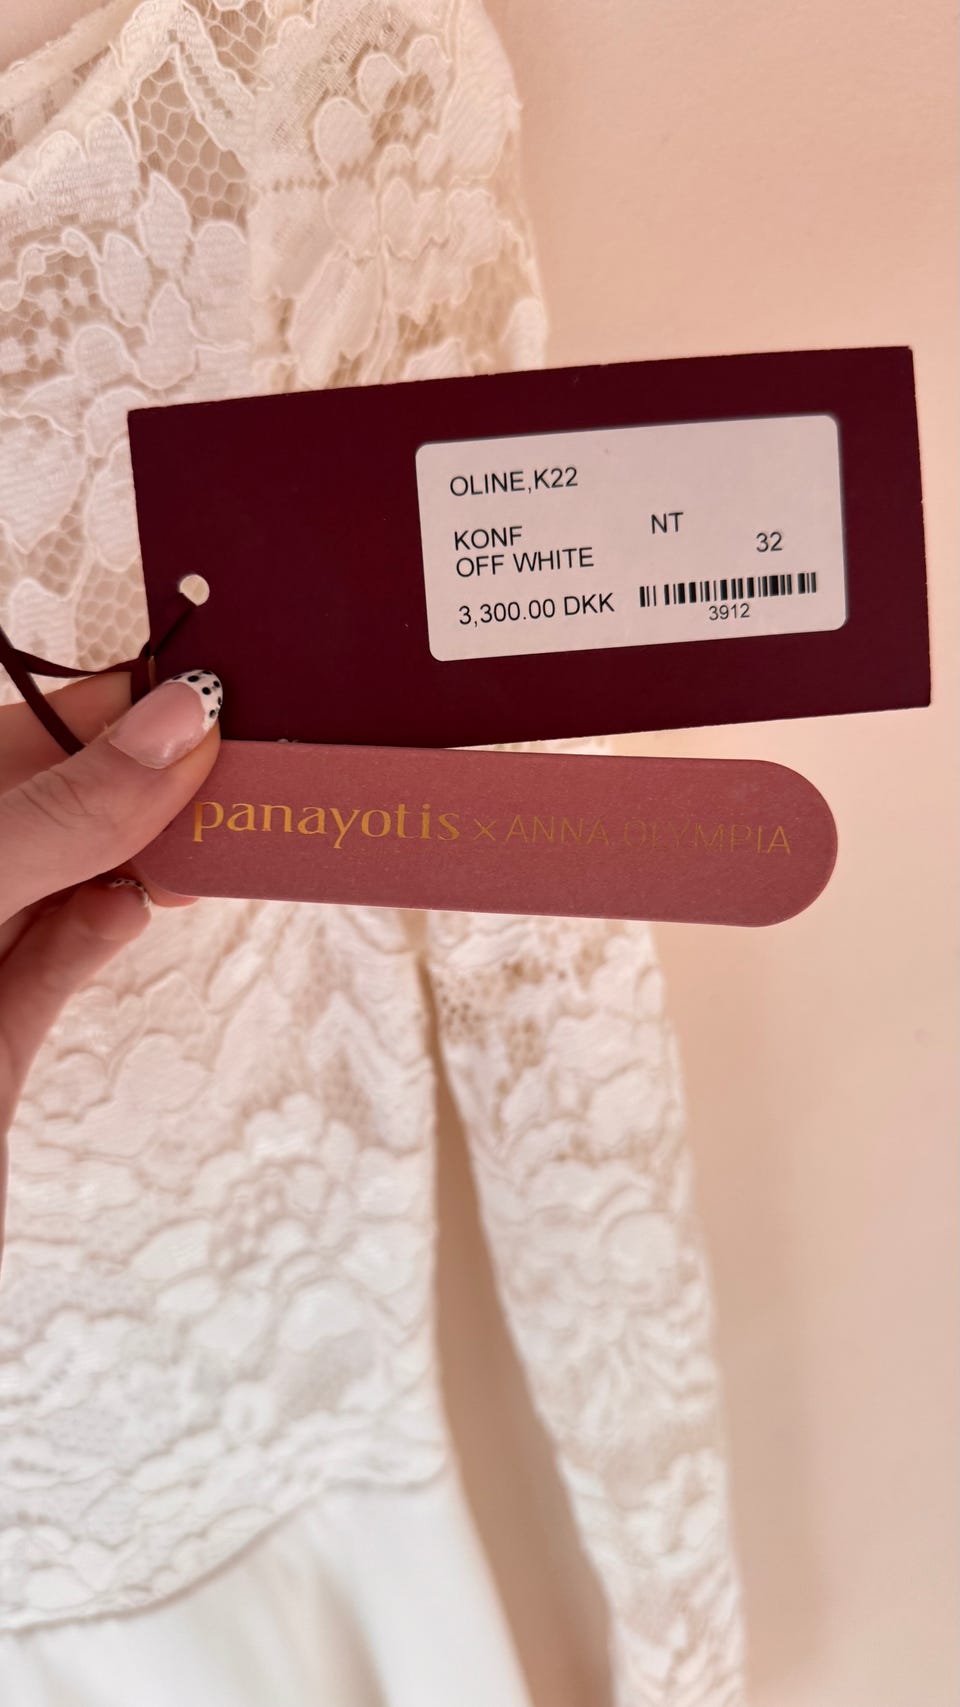 OLINE,K22
KONF NT
OFF WHITE 32
3,300.00 DKK
3912
panayotis x ANNA OLYMPIA